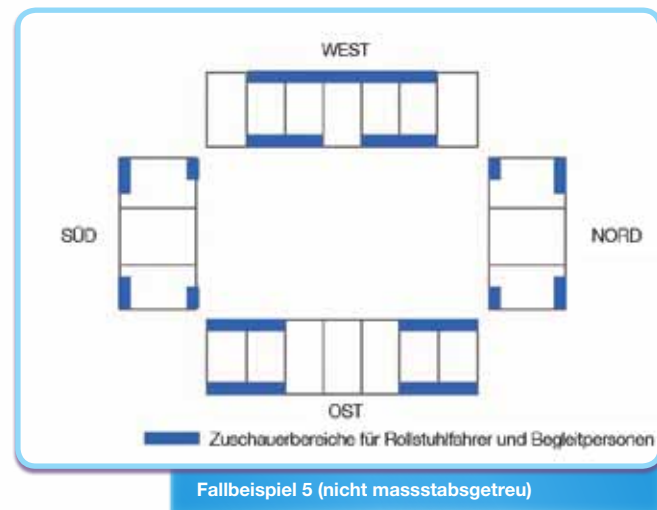 WEST
SÜD
NORD
OST
Zuschauerbereiche für Rollstuhlfahrer und Begleitpersonen
Fallbeispiel 5 (nicht massstabsgetreu)